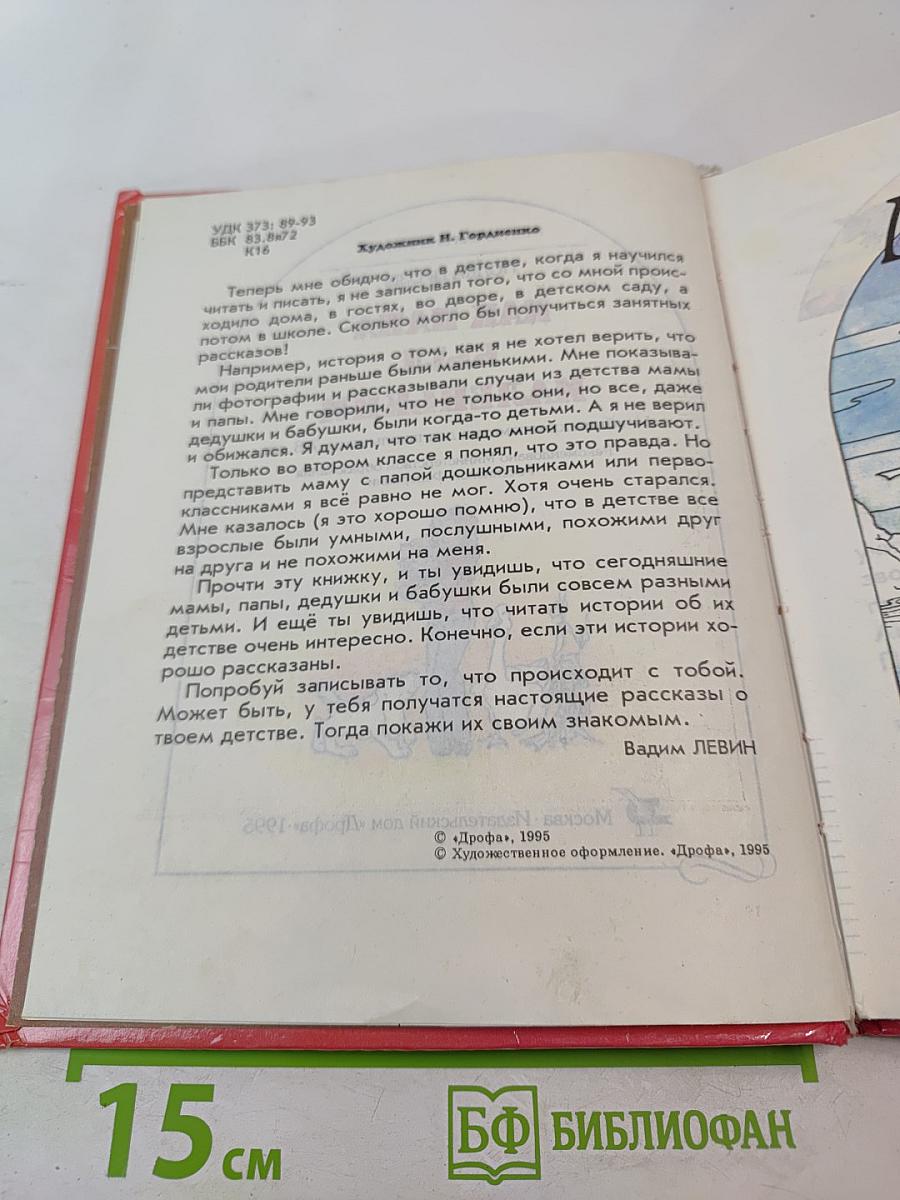 УДК 373: 89-93
ББК 83.8я72
К16
Художник Н. Гордиенко
Теперь мне обидно, что в детстве, когда я научился
читать и писать, я не записывал того, что со мной проис-
ходило дома, в гостях, во дворе, в детском саду, а
потом в школе. Сколько могло бы получиться занятных
рассказов!
Например, история о том, как я не хотел верить, что
мои родители раньше были маленькими. Мне показыва-
ли фотографии и рассказывали случаи из детства мамы
и папы. Мне говорили, что не только они, но все, даже
дедушки и бабушки, были когда-то детьми. А я не верил
и обижался. Я думал, что так надо мной подшучивают.
Только во втором классе я понял, что это правда. Но
представить маму с папой дошкольниками или перво-
классниками я всё равно не мог. Хотя очень старался.
Мне казалось (я это хорошо помню), что в детстве все
взрослые были умными, послушными, похожими друг
на друга и не похожими на меня.
Прочти эту книжку, и ты увидишь, что сегодняшние
мамы, папы, дедушки и бабушки были совсем разными
детьми. И ещё ты увидишь, что читать истории об их
детстве очень интересно. Конечно, если эти истории хо-
рошо рассказаны.
Попробуй записывать то, что происходит с тобой.
Может быть, у тебя получатся настоящие рассказы о
твоем детстве. Тогда покажи их своим знакомым.
Вадим ЛЕВИН
Москва · Издательский дом «Дрофа» · 1995
© «Дрофа», 1995
© Художественное оформление. «Дрофа», 1995
15 см
БФ БИБЛИОФАН